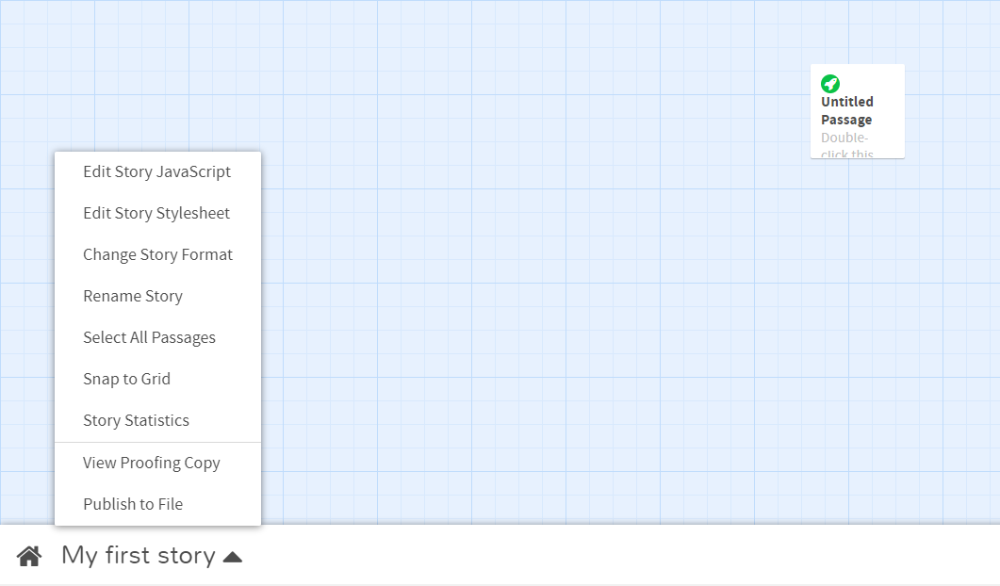 Untitled
Passage
Double-
click this
Edit Story JavaScript
Edit Story Stylesheet
Change Story Format
Rename Story
Select All Passages
Snap to Grid
Story Statistics
View Proofing Copy
Publish to File
My first story